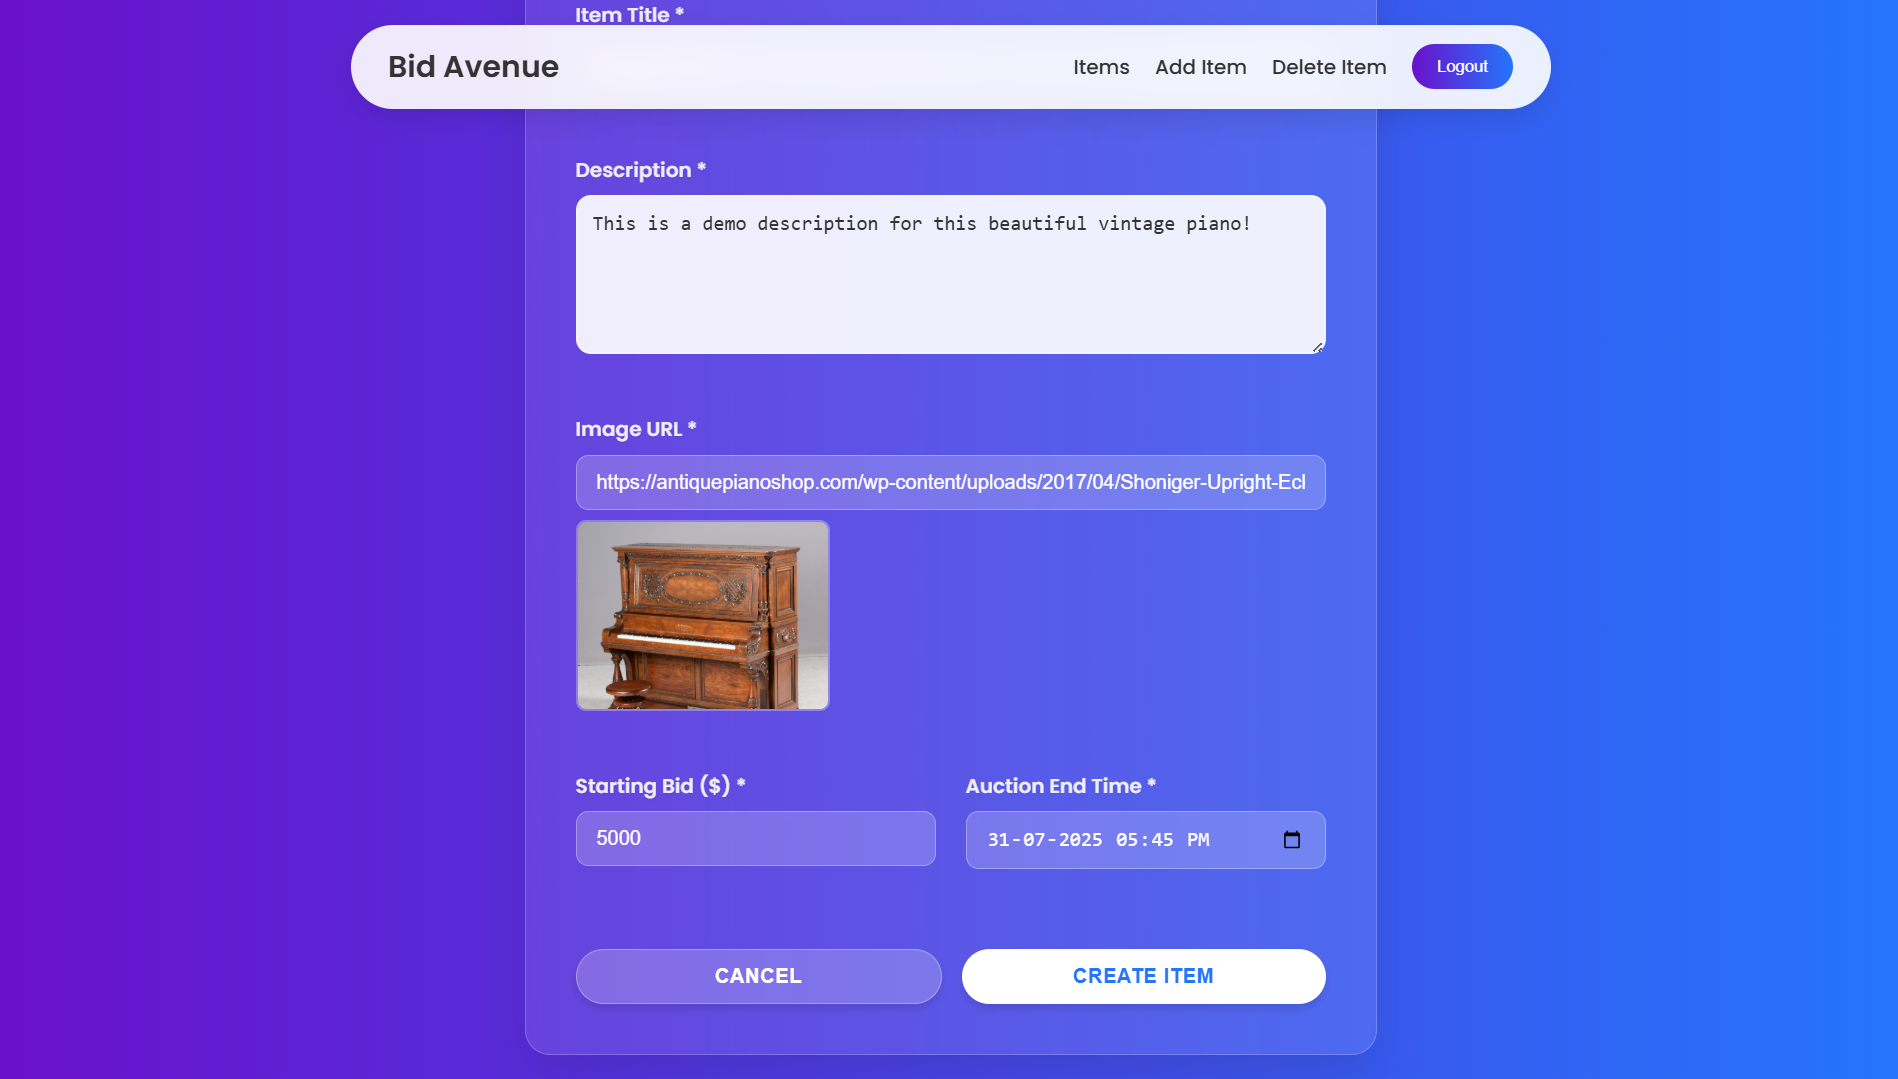 Item Title *
Bid Avenue
Items
Add Item
Delete Item
Logout
Description *
This is a demo description for this beautiful vintage piano!
Image URL *
https://antiquepianoshop.com/wp-content/uploads/2017/04/Shoniger-Upright-Ecl
Starting Bid ($) *
Auction End Time *
5000
31-07-2025 05:45 PM
CANCEL
CREATE ITEM